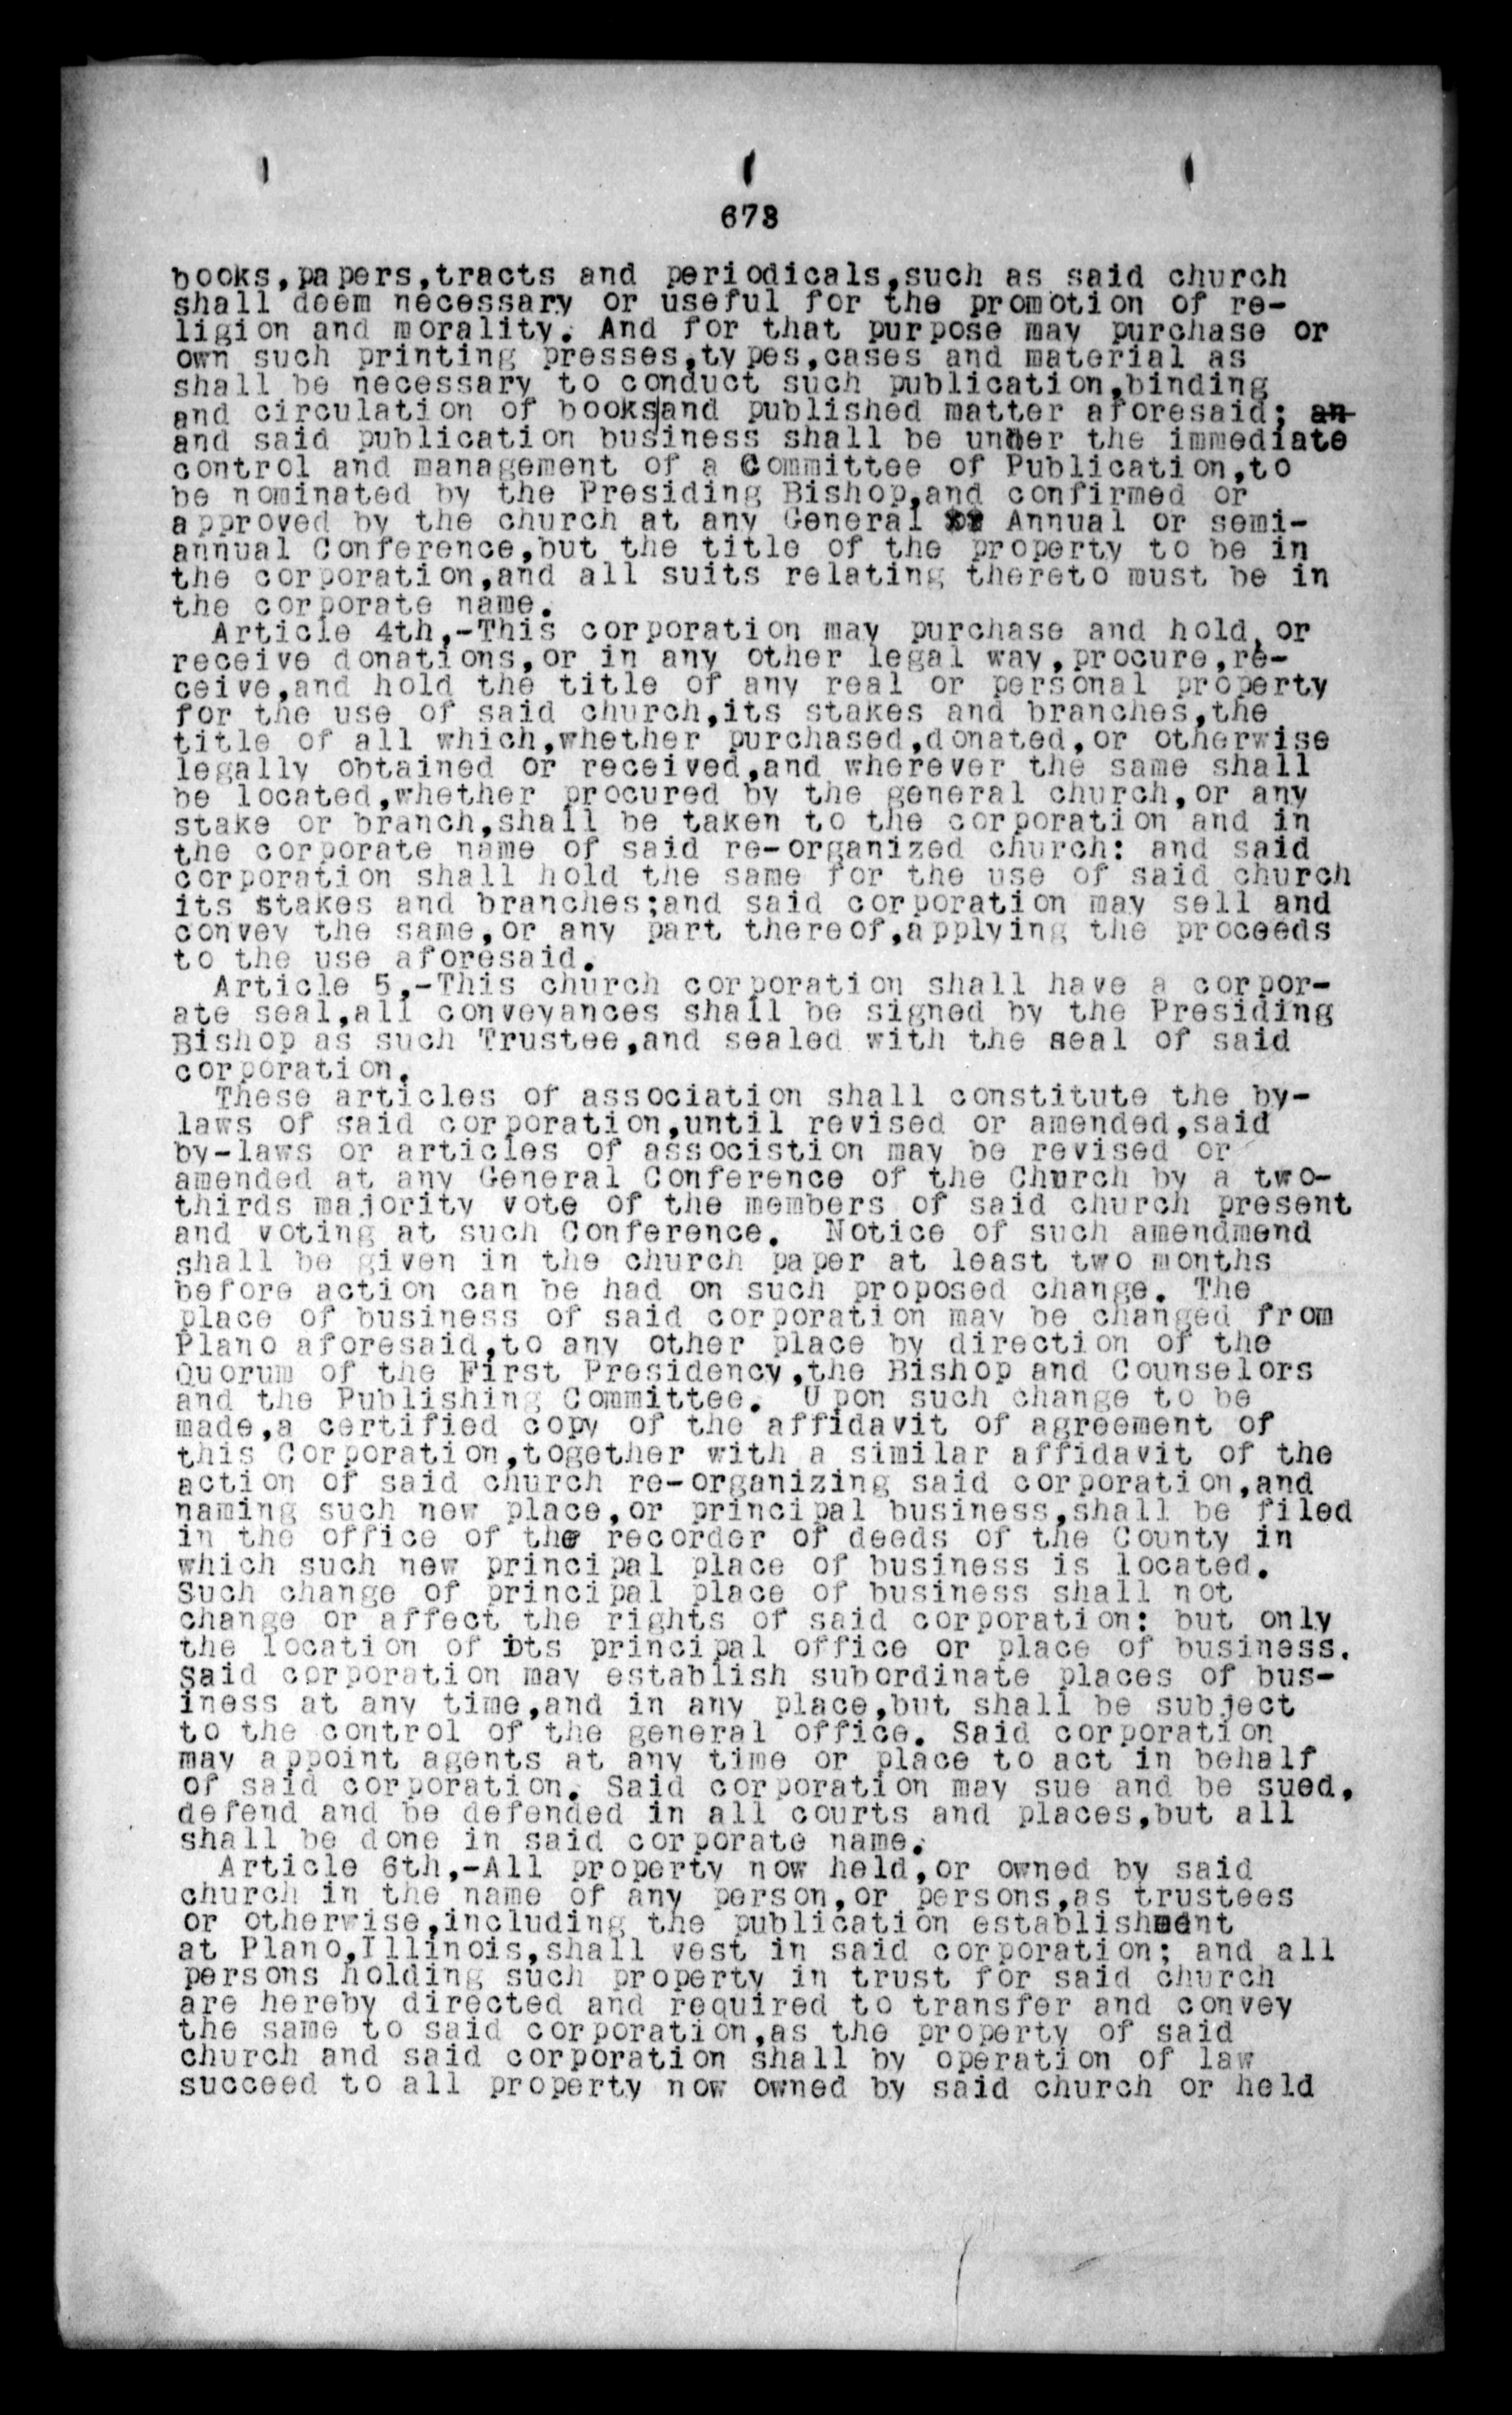 673
books,papers,tracts and periodicals,such as said church
shall deem necessary or useful for the promotion of re-
ligion and morality. And for that purpose may purchase or
own such printing presses,types,cases and material as
shall be necessary to conduct such publication,binding
and circulation of books and published matter aforesaid; an
and said publication business shall be under the immediate
control and management of a Committee of Publication,to
be nominated by the Presiding Bishop,and confirmed or
approved by the church at any General Annual or semi-
annual Conference,but the title of the property to be in
the corporation,and all suits relating thereto must be in
the corporate name.
Article 4th,-This corporation may purchase and hold, or
receive donations,or in any other legal way,procure,re-
ceive,and hold the title of any real or personal property
for the use of said church,its stakes and branches,the
title of all which,whether purchased,donated,or otherwise
legally obtained or received,and wherever the same shall
be located,whether procured by the general church,or any
stake or branch,shall be taken to the corporation and in
the corporate name of said re-organized church: and said
corporation shall hold the same for the use of said church
its stakes and branches;and said corporation may sell and
convey the same,or any part thereof,applying the proceeds
to the use aforesaid.
Article 5,-This church corporation shall have a corpor-
ate seal,all conveyances shall be signed by the Presiding
Bishop as such Trustee,and sealed with the seal of said
corporation.
These articles of association shall constitute the by-
laws of said corporation,until revised or amended,said
by-laws or articles of associstion may be revised or
amended at any General Conference of the Church by a two-
thirds majority vote of the members of said church present
and voting at such Conference. Notice of such amendmend
shall be given in the church paper at least two months
before action can be had on such proposed change. The
place of business of said corporation may be changed from
Plano aforesaid,to any other place by direction of the
Quorum of the First Presidency,the Bishop and Counselors
and the Publishing Committee. Upon such change to be
made,a certified copy of the affidavit of agreement of
this Corporation,together with a similar affidavit of the
action of said church re-organizing said corporation,and
naming such new place,or principal business,shall be filed
in the office of the recorder of deeds of the County in
which such new principal place of business is located.
Such change of principal place of business shall not
change or affect the rights of said corporation: but only
the location of its principal office or place of business.
Said corporation may establish subordinate places of bus-
iness at any time,and in any place,but shall be subject
to the control of the general office. Said corporation
may appoint agents at any time or place to act in behalf
of said corporation. Said corporation may sue and be sued,
defend and be defended in all courts and places,but all
shall be done in said corporate name.
Article 6th,-All property now held,or owned by said
church in the name of any person,or persons,as trustees
or otherwise,including the publication establishment
at Plano,Illinois,shall vest in said corporation; and all
persons holding such property in trust for said church
are hereby directed and required to transfer and convey
the same to said corporation,as the property of said
church and said corporation shall by operation of law
succeed to all property now owned by said church or held